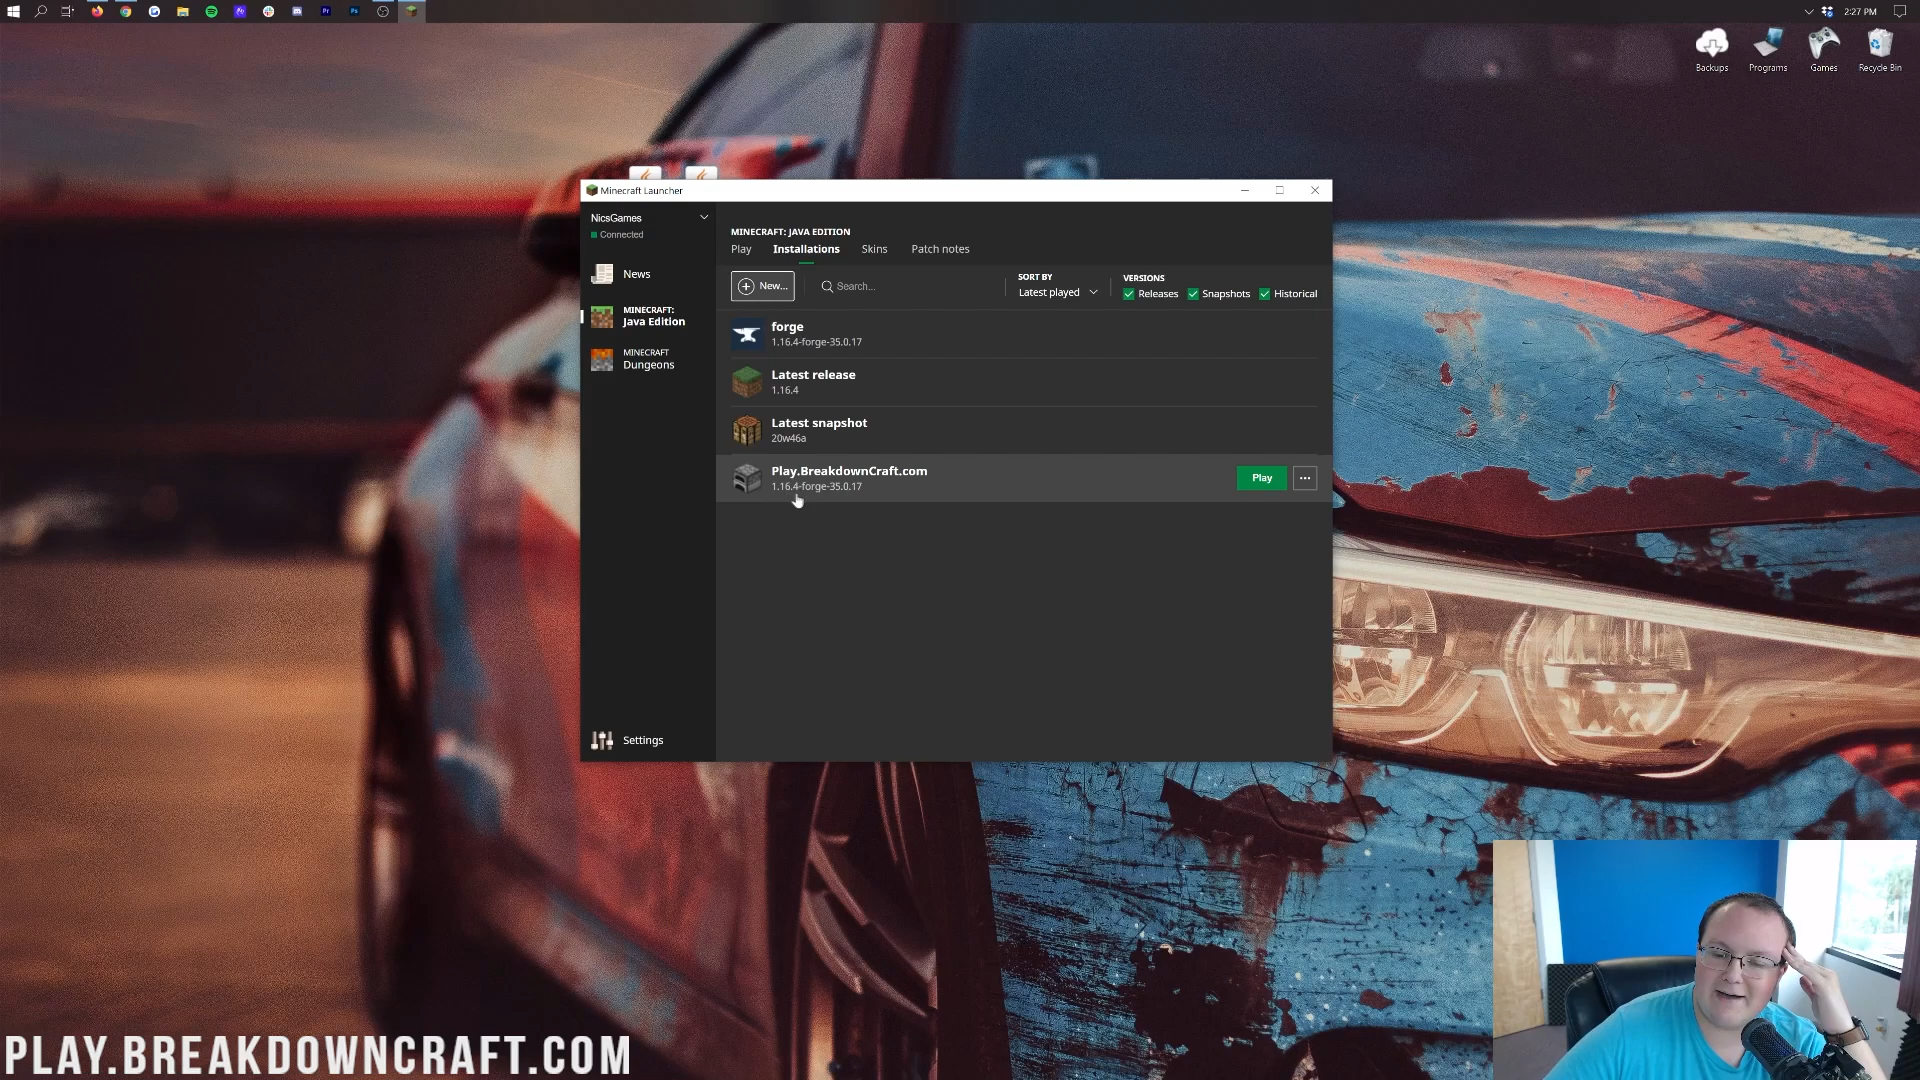 2:27 PM
Backups
Programs
Games
Recycle Bin
Minecraft Launcher
NicsGames
Connected
News
MINECRAFT:
Java Edition
MINECRAFT
Dungeons
Settings
MINECRAFT: JAVA EDITION
Play
Installations
Skins
Patch notes
New...
Search...
SORT BY
Latest played
VERSIONS
Releases
Snapshots
Historical
forge
1.16.4-forge-35.0.17
Latest release
1.16.4
Latest snapshot
20w46a
Play.BreakdownCraft.com
1.16.4-forge-35.0.17
Play
PLAY.BREAKDOWNCRAFT.COM